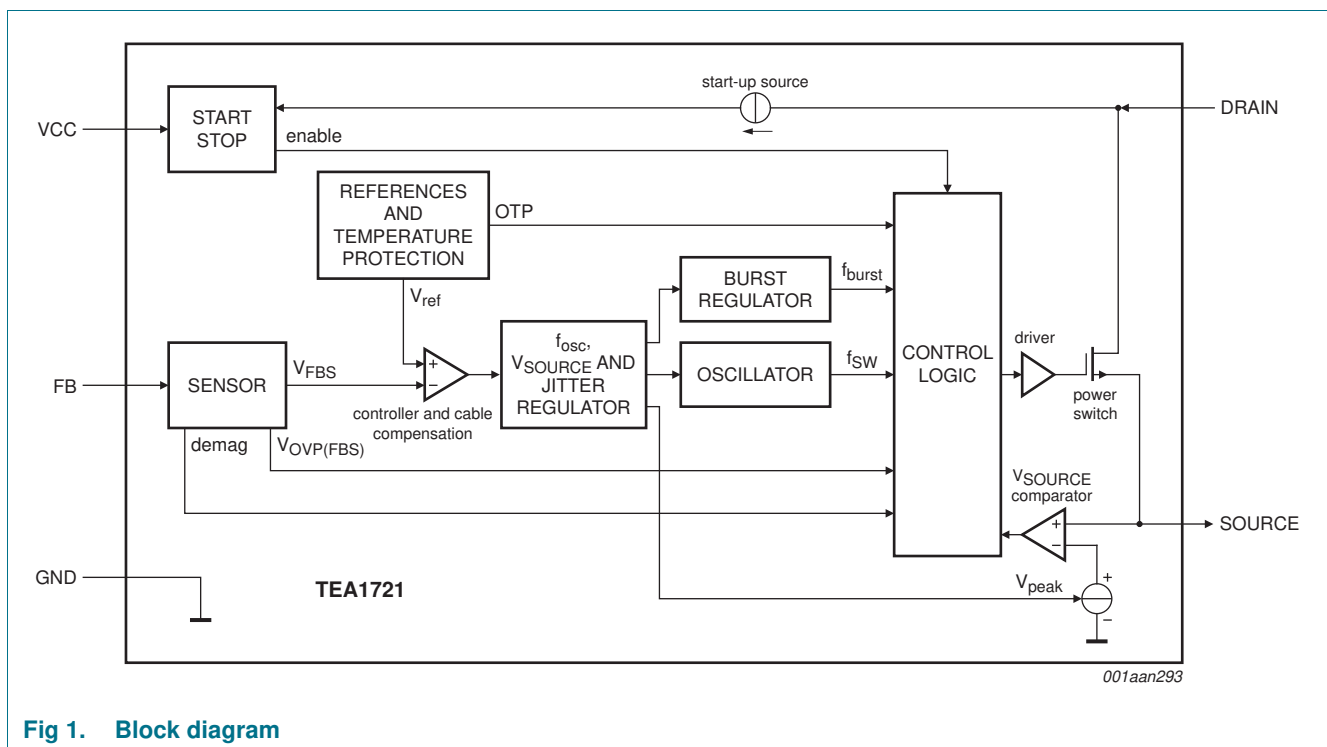 start-up source
VCC
START
STOP
DRAIN
enable
REFERENCES
AND
TEMPERATURE
PROTECTION
OTP
Vref
BURST
REGULATOR
fburst
FB
SENSOR
VFBS
+
−
controller and cable
compensation
fosc,
VSOURCE AND
JITTER
REGULATOR
OSCILLATOR
fSW
CONTROL
LOGIC
driver
power
switch
demag
VOVP(FBS)
VSOURCE
comparator
+
−
SOURCE
GND
TEA1721
Vpeak
+
−
001aan293
Fig 1. Block diagram